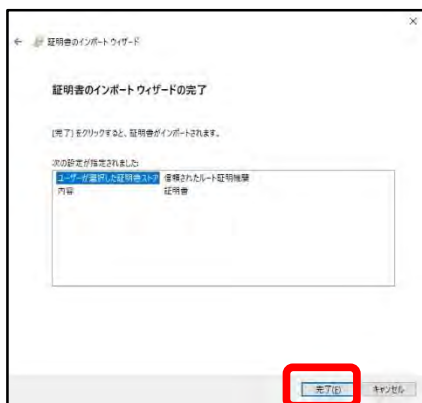 証明書のインポート ウィザード
証明書のインポート ウィザードの完了
[完了] をクリックすると、証明書がインポートされます。
次の設定が指定されました:
ユーザーが選択した証明書ストア 信頼されたルート証明機関
内容 証明書
完了(F) キャンセル